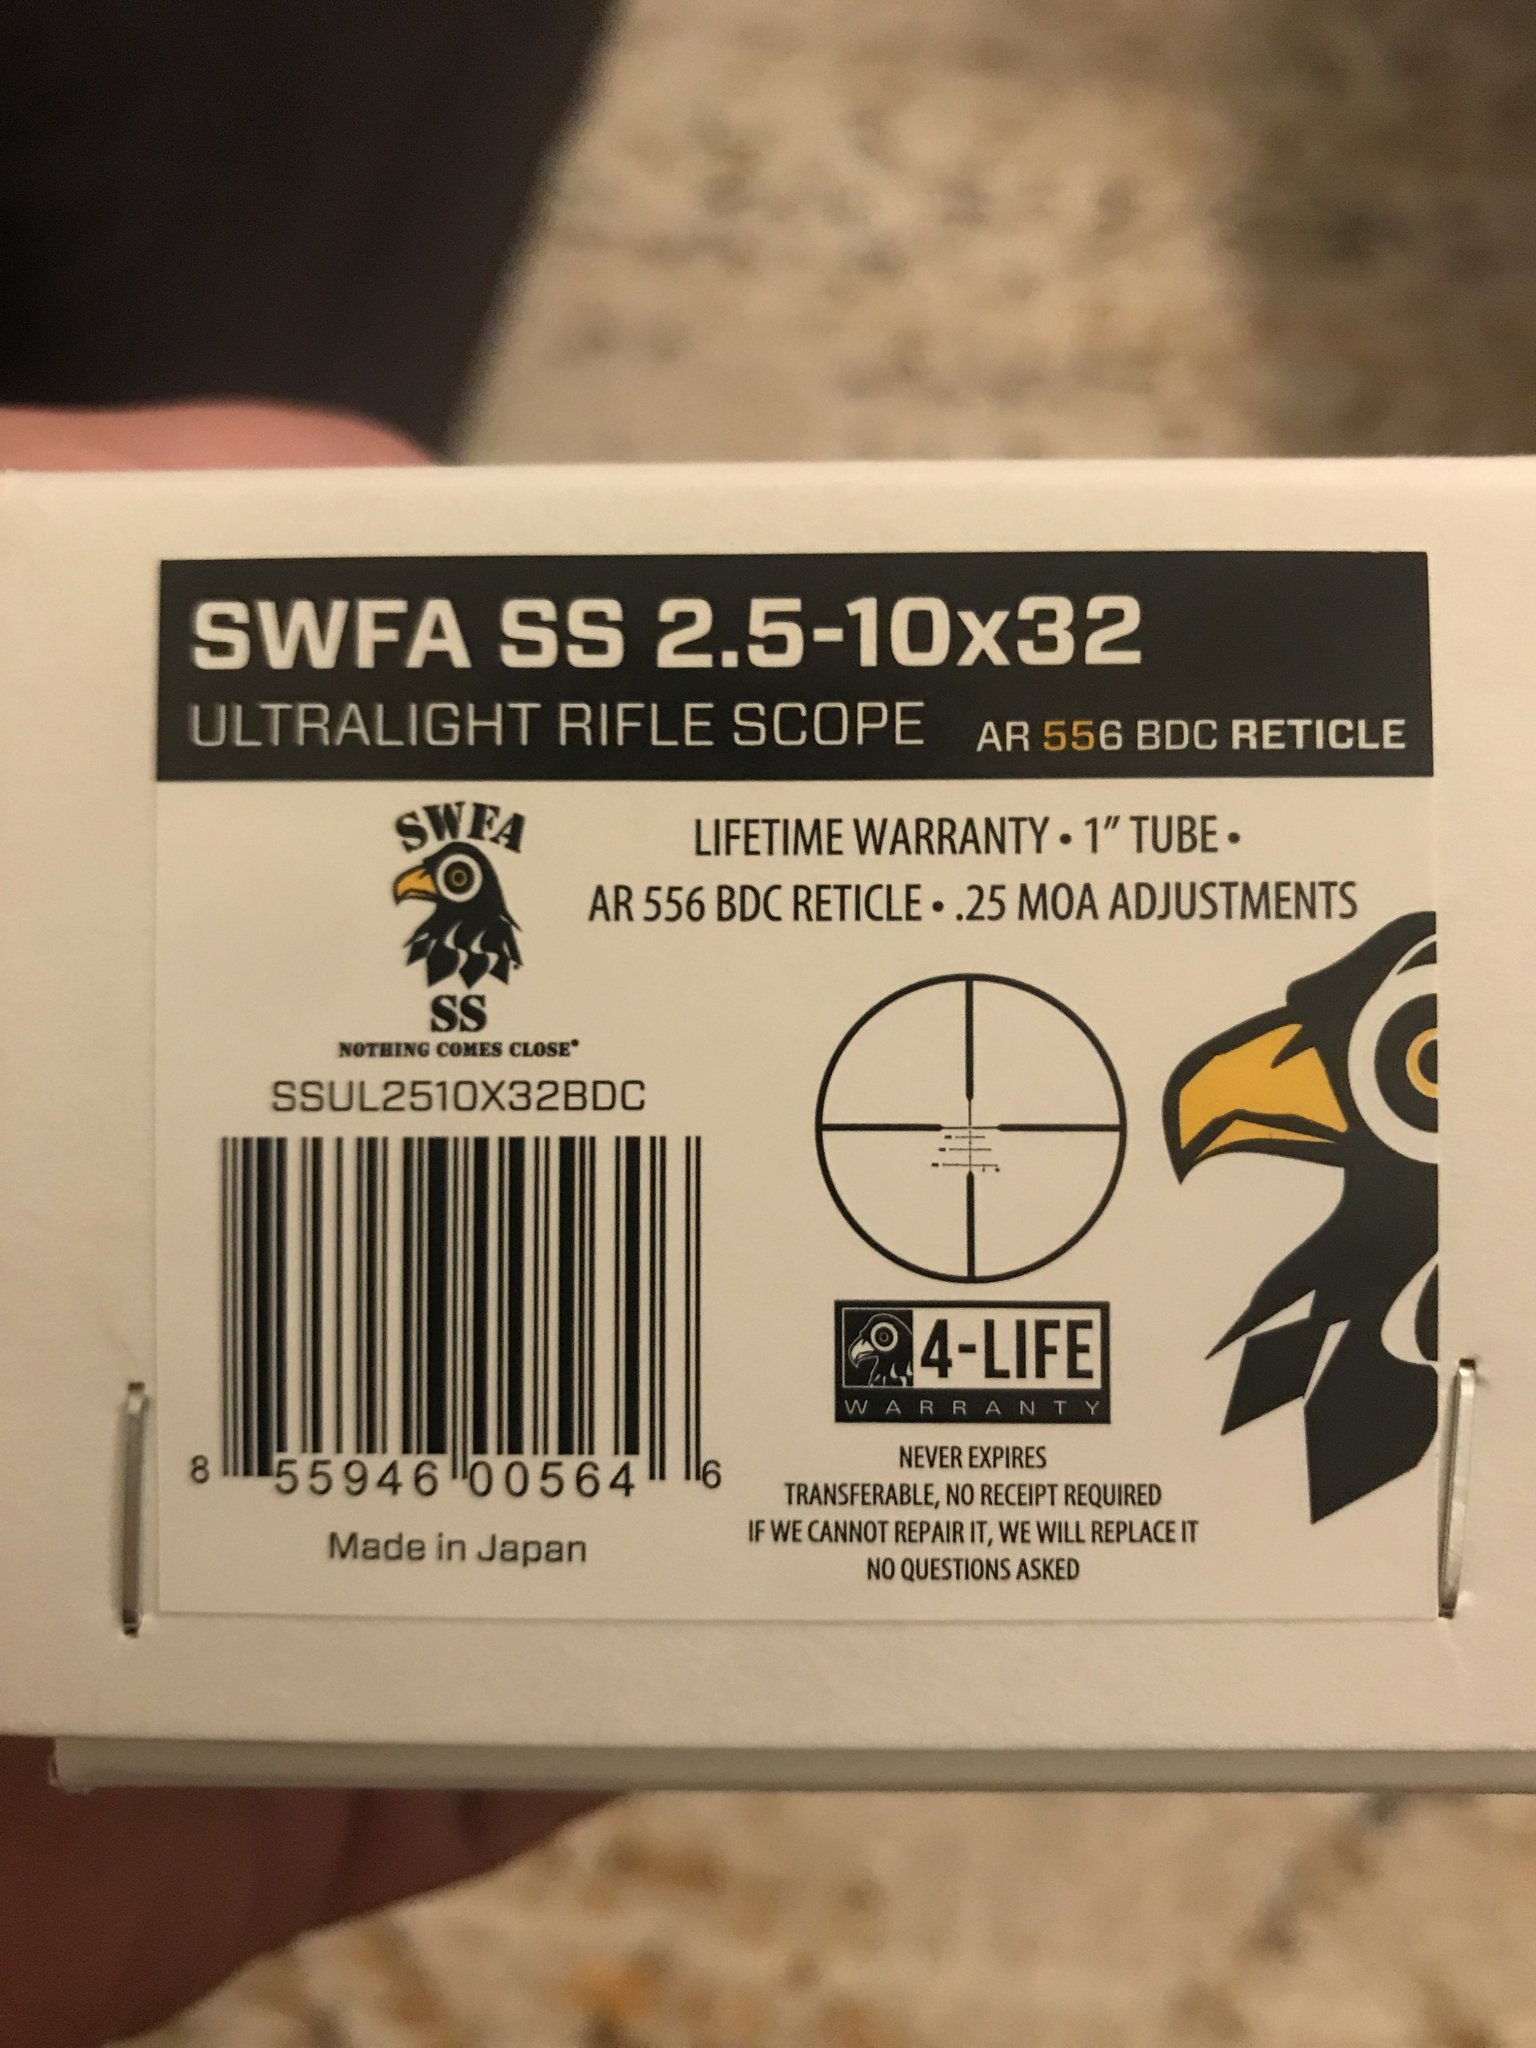 SWFA SS 2.5-10x32
ULTRALIGHT RIFLE SCOPE AR 556 BDC RETICLE
SWFA
SS
NOTHING COMES CLOSE®
SSUL2510X32BDC
LIFETIME WARRANTY • 1" TUBE •
AR 556 BDC RETICLE • .25 MOA ADJUSTMENTS
8 55946 00564 6
Made in Japan
4-LIFE
WARRANTY
NEVER EXPIRES
TRANSFERABLE, NO RECEIPT REQUIRED
IF WE CANNOT REPAIR IT, WE WILL REPLACE IT
NO QUESTIONS ASKED